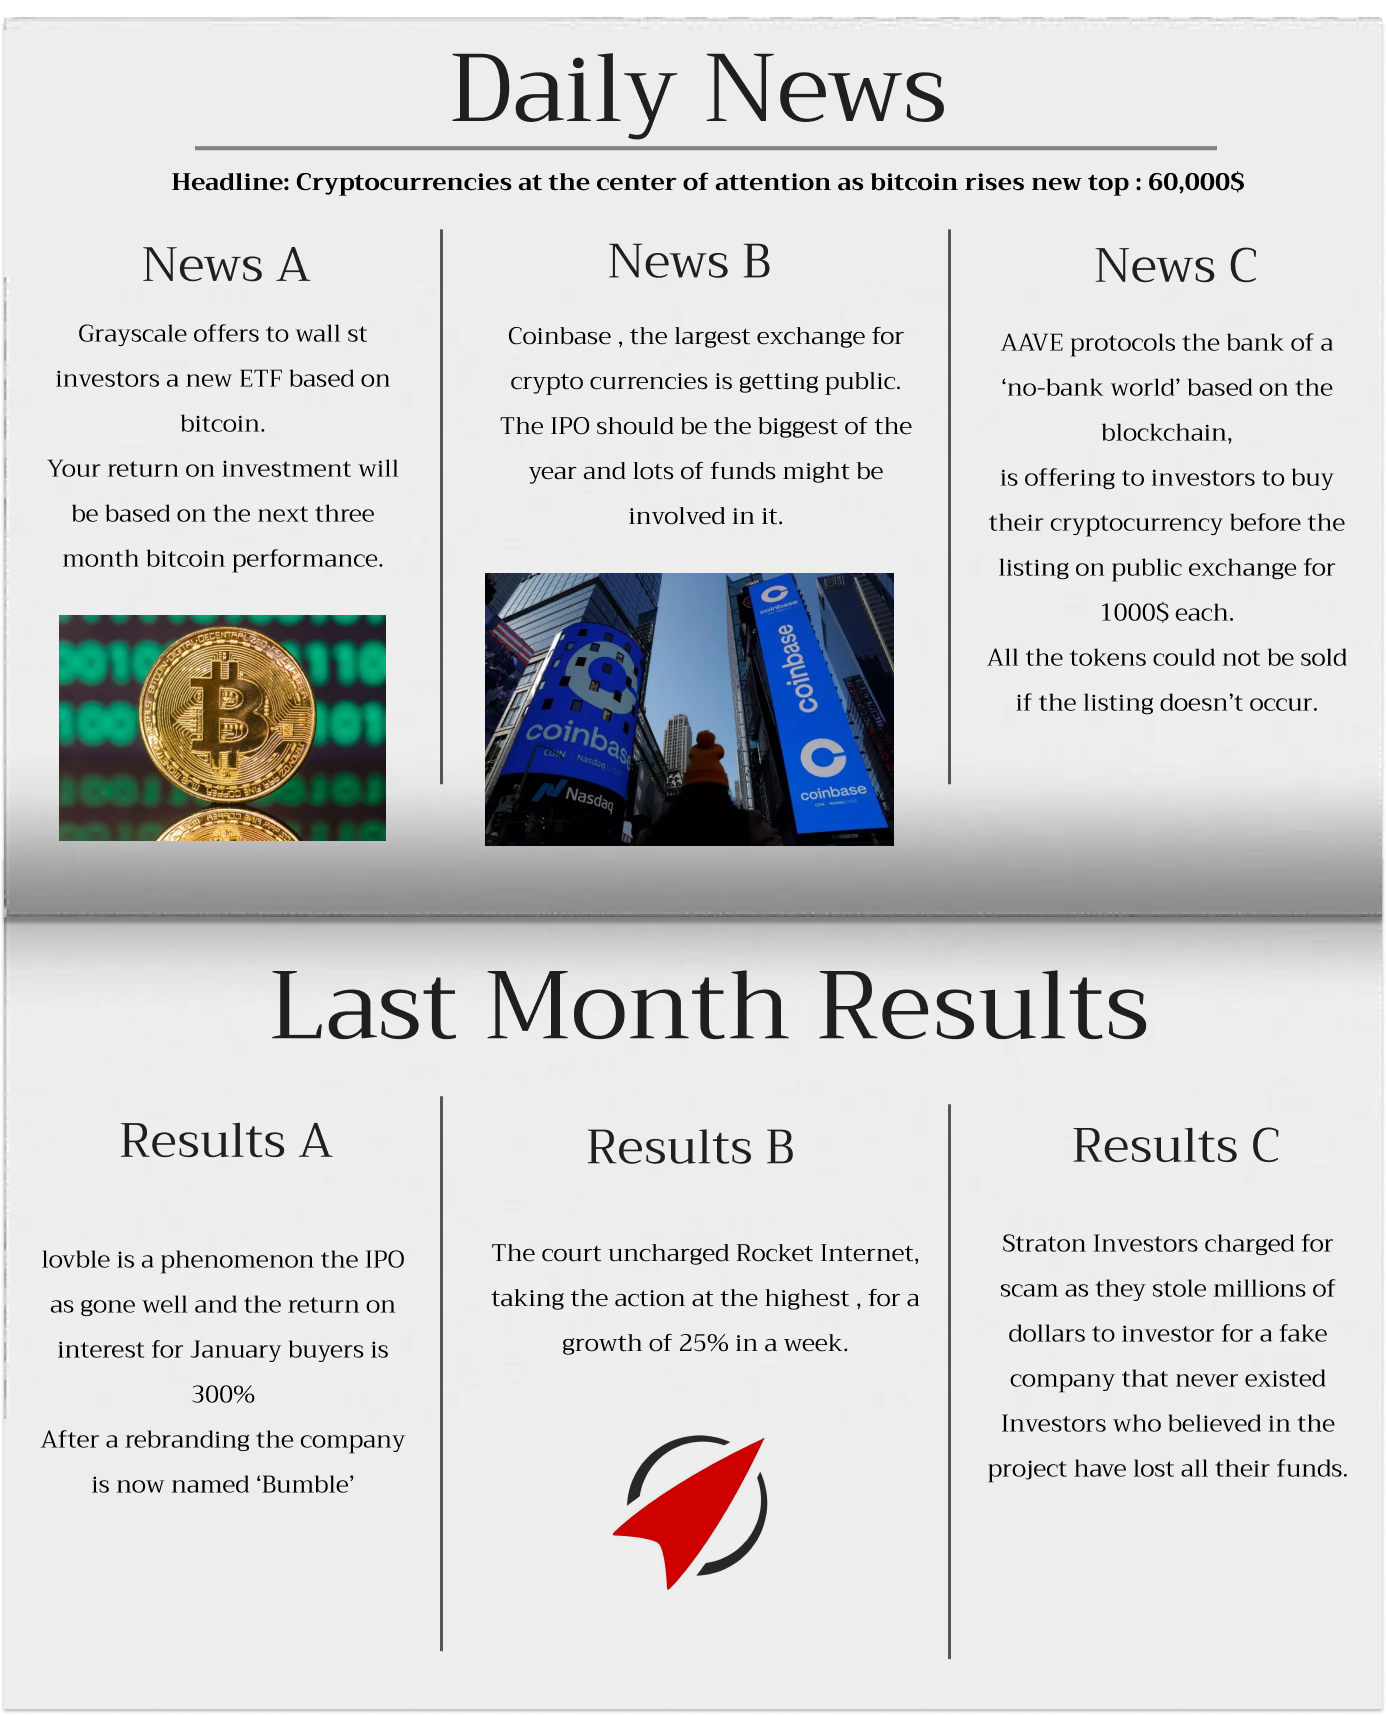 Daily News
Headline: Cryptocurrencies at the center of attention as bitcoin rises new top : 60,000$
News A
Grayscale offers to wall st
investors a new ETF based on
bitcoin.
Your return on investment will
be based on the next three
month bitcoin performance.
News B
Coinbase , the largest exchange for
crypto currencies is getting public.
The IPO should be the biggest of the
year and lots of funds might be
involved in it.
coinbase
coinbase
coinbase
coinbase
COIN
Nasdaq
Nasdaq
News C
AAVE protocols the bank of a
‘no-bank world’ based on the
blockchain,
is offering to investors to buy
their cryptocurrency before the
listing on public exchange for
1000$ each.
All the tokens could not be sold
if the listing doesn’t occur.
Last Month Results
Results A
lovble is a phenomenon the IPO
as gone well and the return on
interest for January buyers is
300%
After a rebranding the company
is now named ‘Bumble’
Results B
The court uncharged Rocket Internet,
taking the action at the highest , for a
growth of 25% in a week.
Results C
Straton Investors charged for
scam as they stole millions of
dollars to investor for a fake
company that never existed
Investors who believed in the
project have lost all their funds.